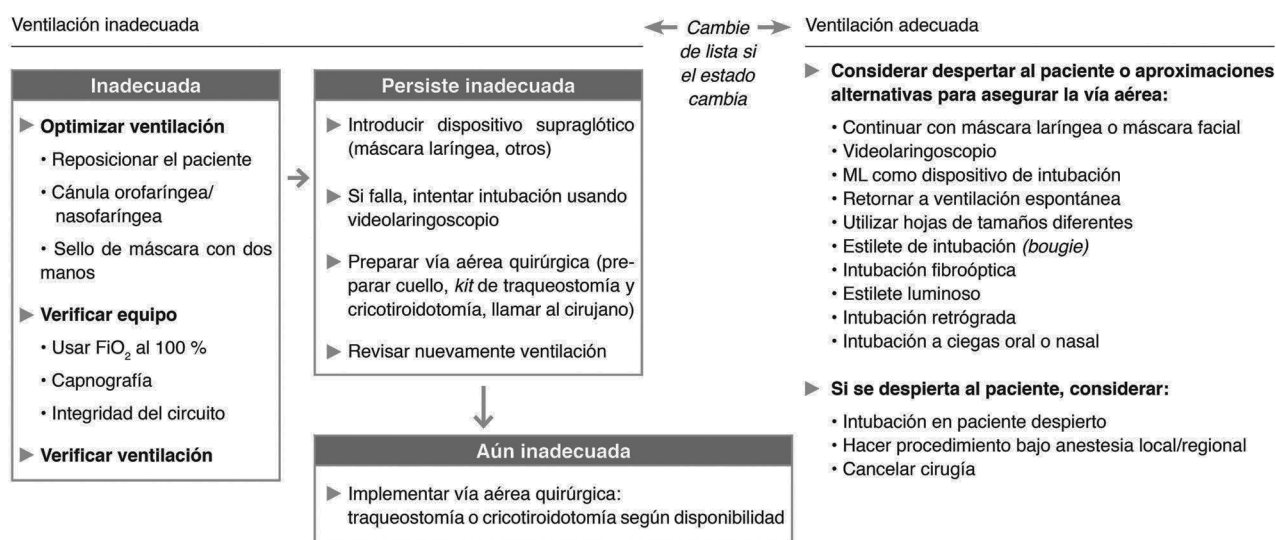 Ventilación inadecuada
Inadecuada
▶ Optimizar ventilación
• Reposicionar el paciente
• Cánula orofaríngea/
nasofaríngea
• Sello de máscara con dos
manos
▶ Verificar equipo
• Usar FiO₂ al 100 %
• Capnografía
• Integridad del circuito
▶ Verificar ventilación
Persiste inadecuada
▶ Introducir dispositivo supraglótico
(máscara laríngea, otros)
▶ Si falla, intentar intubación usando
videolaringoscopio
▶ Preparar vía aérea quirúrgica (pre-
parar cuello, kit de traqueostomía y
cricotiroidotomía, llamar al cirujano)
▶ Revisar nuevamente ventilación
Aún inadecuada
▶ Implementar vía aérea quirúrgica:
traqueostomía o cricotiroidotomía según disponibilidad
Cambie
de lista si
el estado
cambia
Ventilación adecuada
▶ Considerar despertar al paciente o aproximaciones
alternativas para asegurar la vía aérea:
• Continuar con máscara laríngea o máscara facial
• Videolaringoscopio
• ML como dispositivo de intubación
• Retornar a ventilación espontánea
• Utilizar hojas de tamaños diferentes
• Estilete de intubación (bougie)
• Intubación fibroóptica
• Estilete luminoso
• Intubación retrógrada
• Intubación a ciegas oral o nasal
▶ Si se despierta al paciente, considerar:
• Intubación en paciente despierto
• Hacer procedimiento bajo anestesia local/regional
• Cancelar cirugía